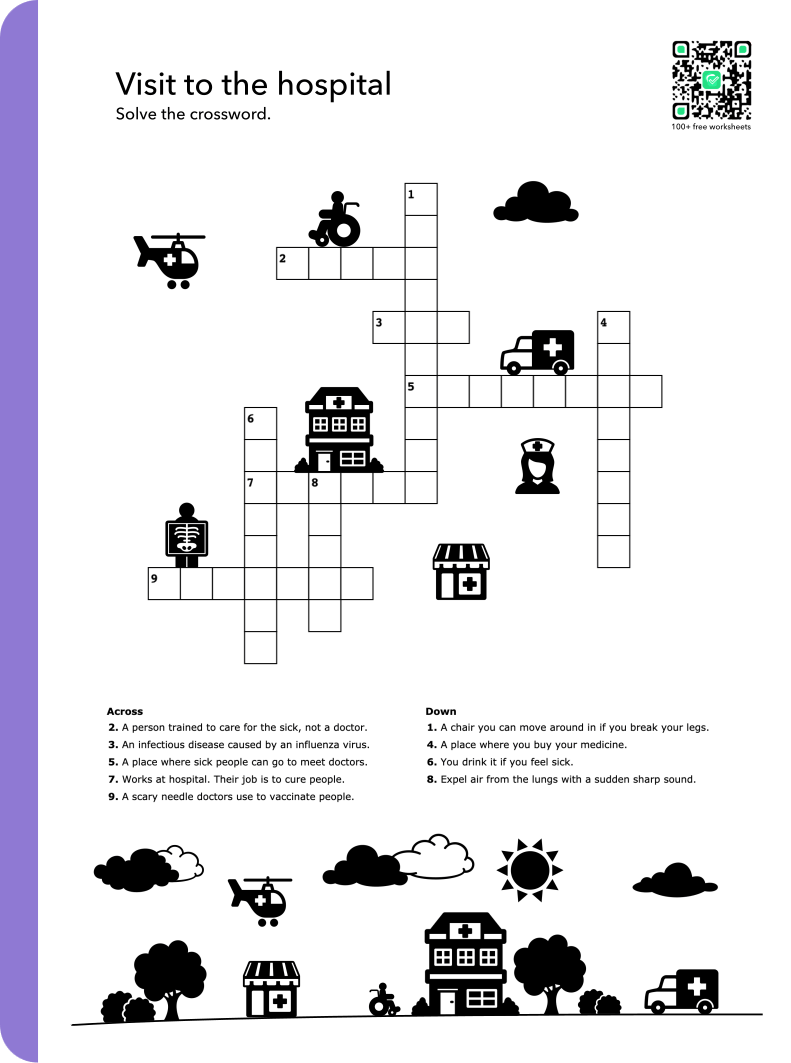 Visit to the hospital
Solve the crossword.
100+ free worksheets
1
2
3
4
5
6
7
8
9
Across
2. A person trained to care for the sick, not a doctor.
3. An infectious disease caused by an influenza virus.
5. A place where sick people can go to meet doctors.
7. Works at hospital. Their job is to cure people.
9. A scary needle doctors use to vaccinate people.
Down
1. A chair you can move around in if you break your legs.
4. A place where you buy your medicine.
6. You drink it if you feel sick.
8. Expel air from the lungs with a sudden sharp sound.